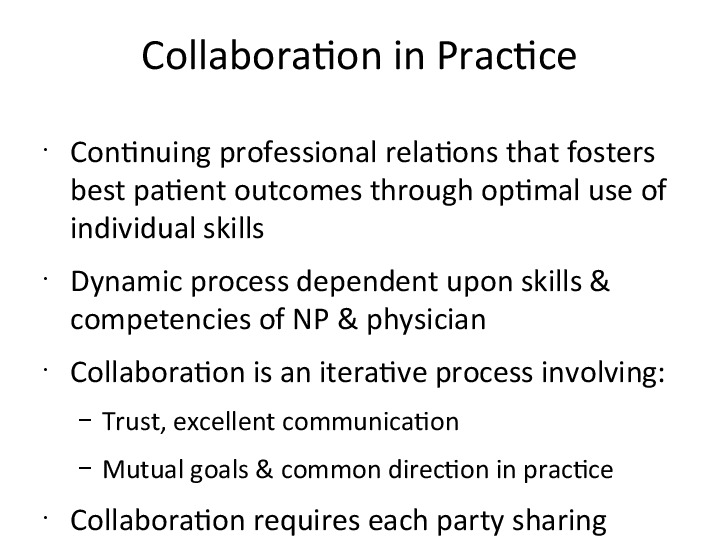 Collaboration in Practice
· Continuing professional relations that fosters
best patient outcomes through optimal use of
individual skills
· Dynamic process dependent upon skills &
competencies of NP & physician
· Collaboration is an iterative process involving:
– Trust, excellent communication
– Mutual goals & common direction in practice
· Collaboration requires each party sharing